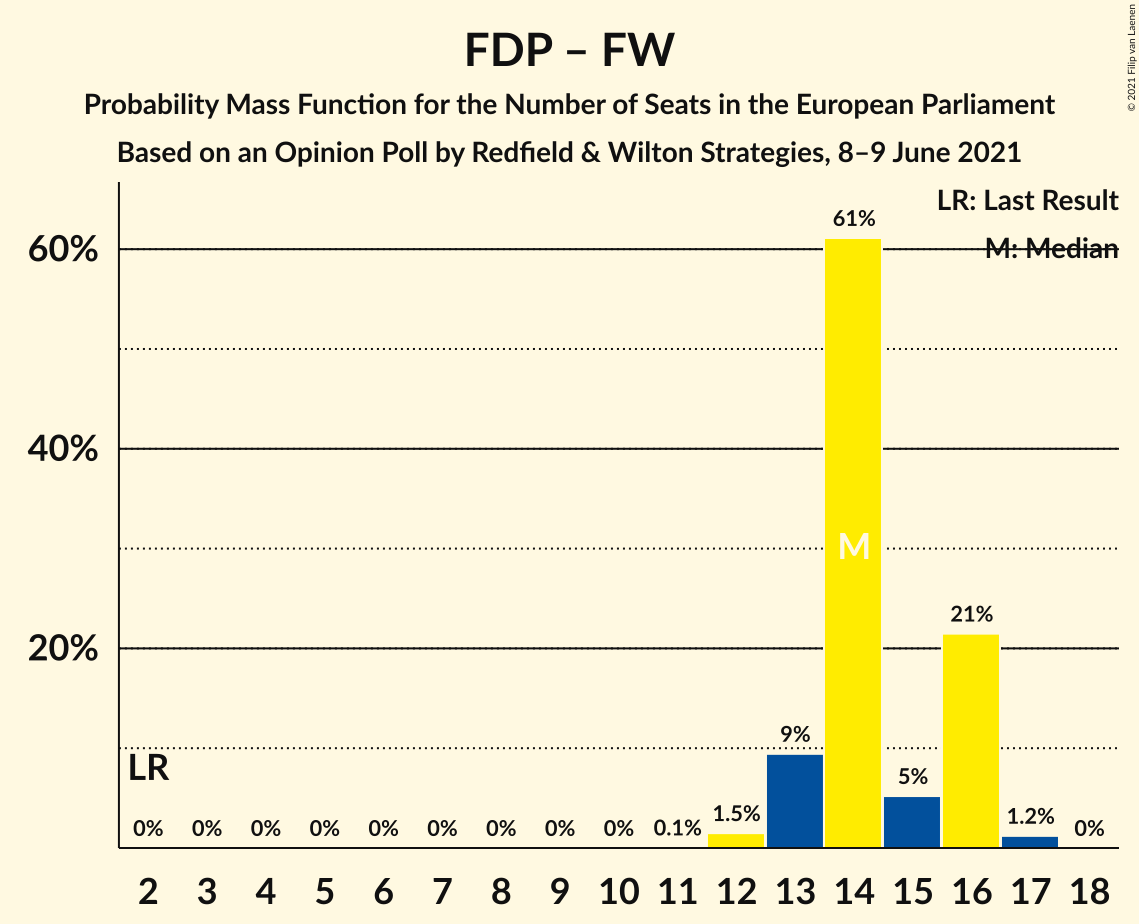 FDP – FW
Probability Mass Function for the Number of Seats in the European Parliament
Based on an Opinion Poll by Redfield & Wilton Strategies, 8–9 June 2021
© 2021 Filip van Laenen
LR: Last Result
M: Median
61%
60%
40%
M
21%
20%
9%
LR
5%
0% 0% 0% 0% 0% 0% 0% 0% 0% 0.1% 1.5% 1.2% 0%
2 3 4 5 6 7 8 9 10 11 12 13 14 15 16 17 18